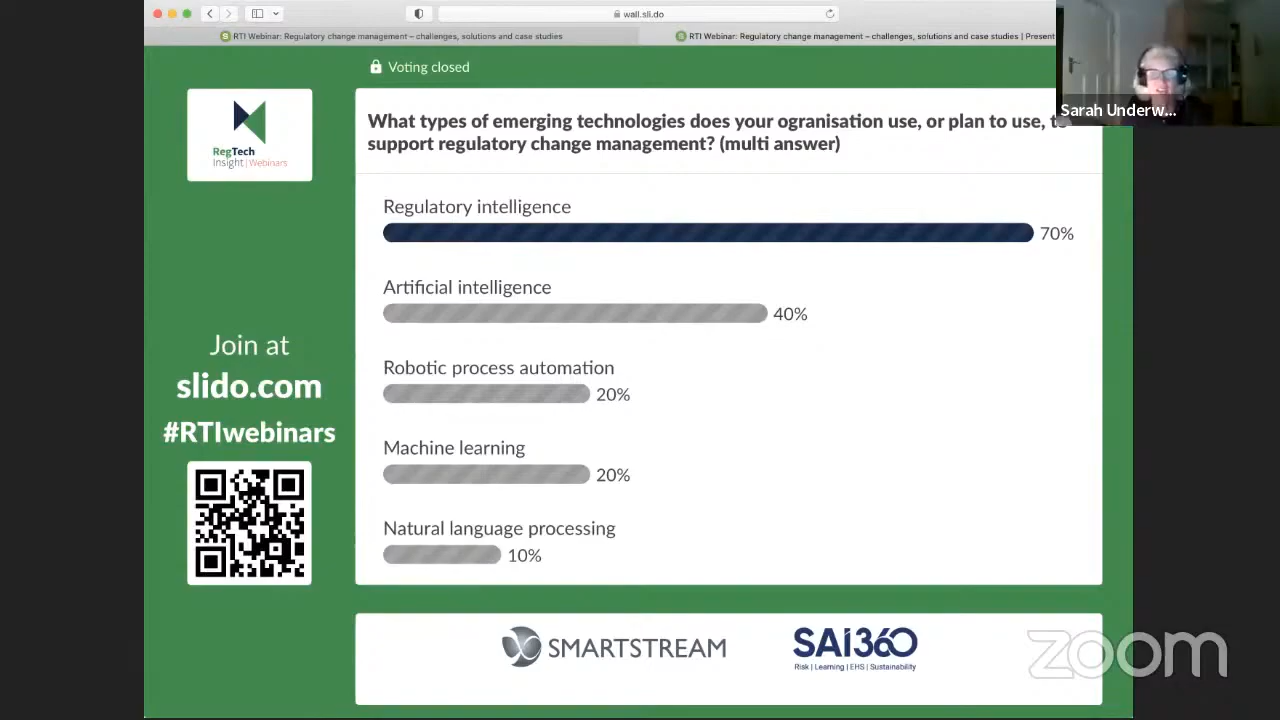 wall.sli.do
RTI Webinar: Regulatory change management – challenges, solutions and case studies
RTI Webinar: Regulatory change management – challenges, solutions and case studies | Present
Voting closed
Sarah Underw...
RegTech
Insight | Webinars
What types of emerging technologies does your ogranisation use, or plan to use, to
support regulatory change management? (multi answer)
Regulatory intelligence
70%
Artificial intelligence
40%
Robotic process automation
20%
Machine learning
20%
Natural language processing
10%
Join at
slido.com
#RTIwebinars
SMARTSTREAM
SAI360
Risk | Learning | EHS | Sustainability
zoom